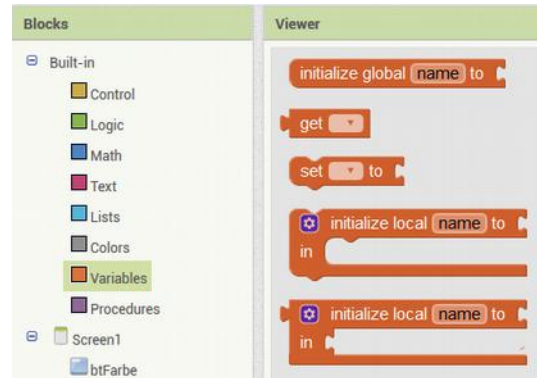 Blocks
Built-in
Control
Logic
Math
Text
Lists
Colors
Variables
Procedures
Screen1
btFarbe
Viewer
initialize global name to
get
set to
initialize local name to
in
initialize local name to
in